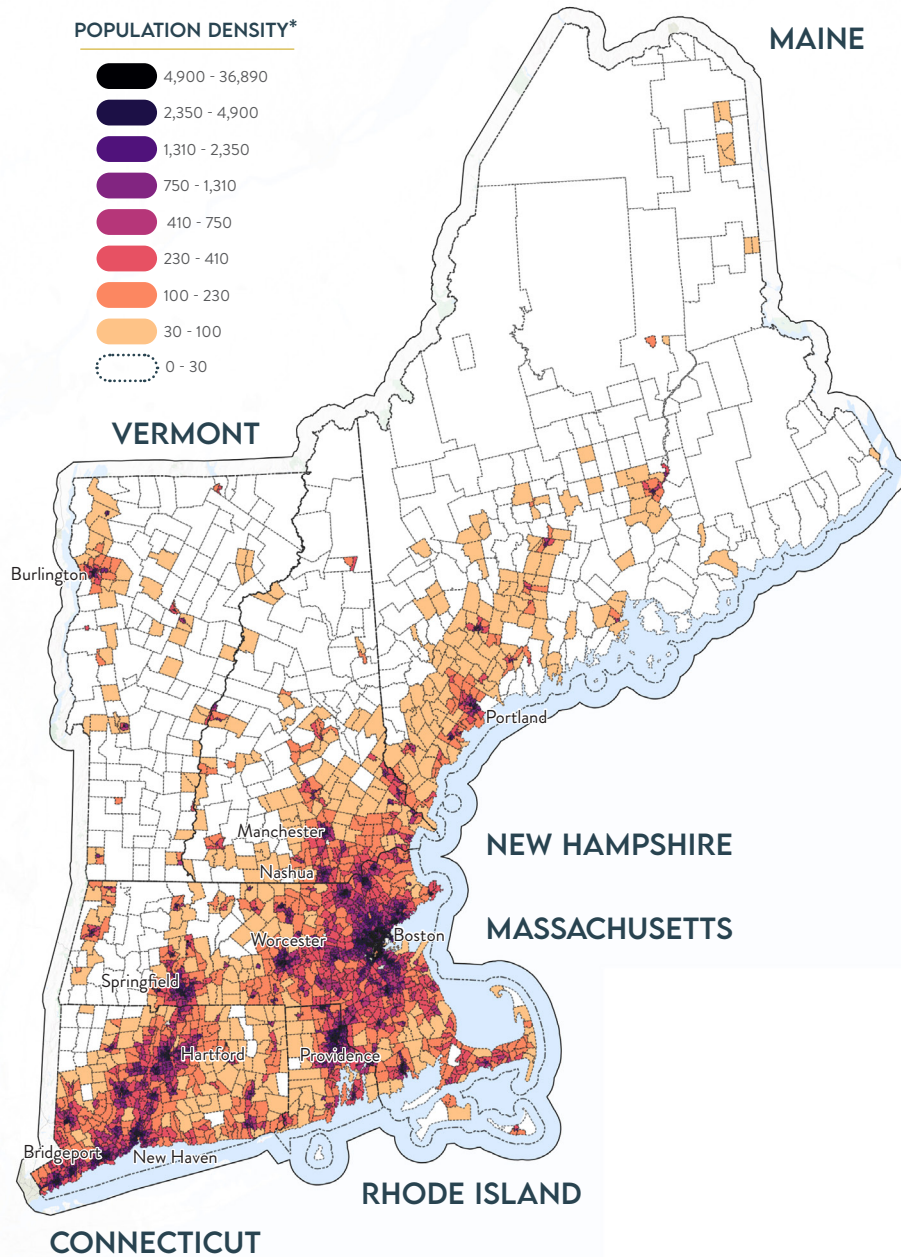 POPULATION DENSITY*
4,900 - 36,890
2,350 - 4,900
1,310 - 2,350
750 - 1,310
410 - 750
230 - 410
100 - 230
30 - 100
0 - 30
MAINE
VERMONT
Burlington
Portland
Manchester
NEW HAMPSHIRE
Nashua
MASSACHUSETTS
Worcester
Boston
Springfield
Hartford
Providence
Bridgeport
New Haven
RHODE ISLAND
CONNECTICUT